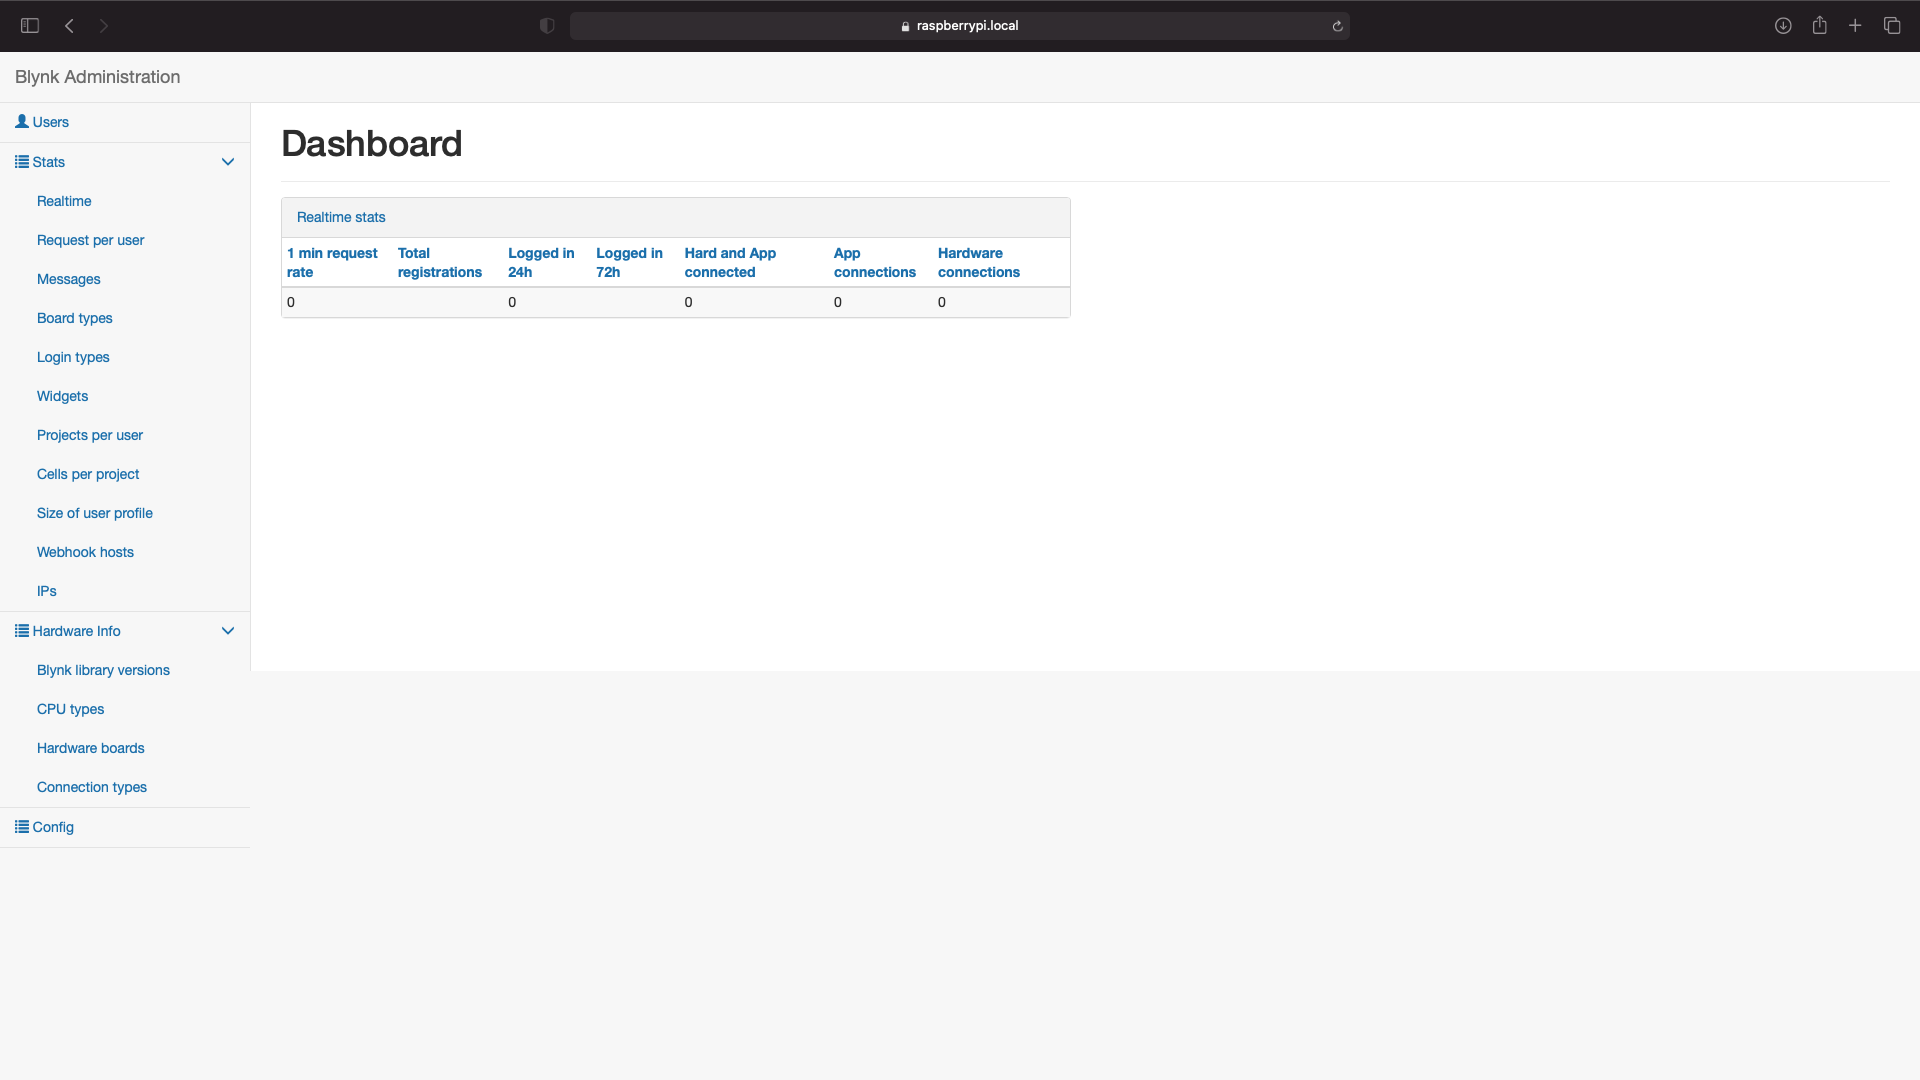 raspberrypi.local
Blynk Administration
Users
Stats
Realtime
Request per user
Messages
Board types
Login types
Widgets
Projects per user
Cells per project
Size of user profile
Webhook hosts
IPs
Hardware Info
Blynk library versions
CPU types
Hardware boards
Connection types
Config
Dashboard
Realtime stats
1 min request rate
Total registrations
Logged in 24h
Logged in 72h
Hard and App connected
App connections
Hardware connections
0 0 0 0 0